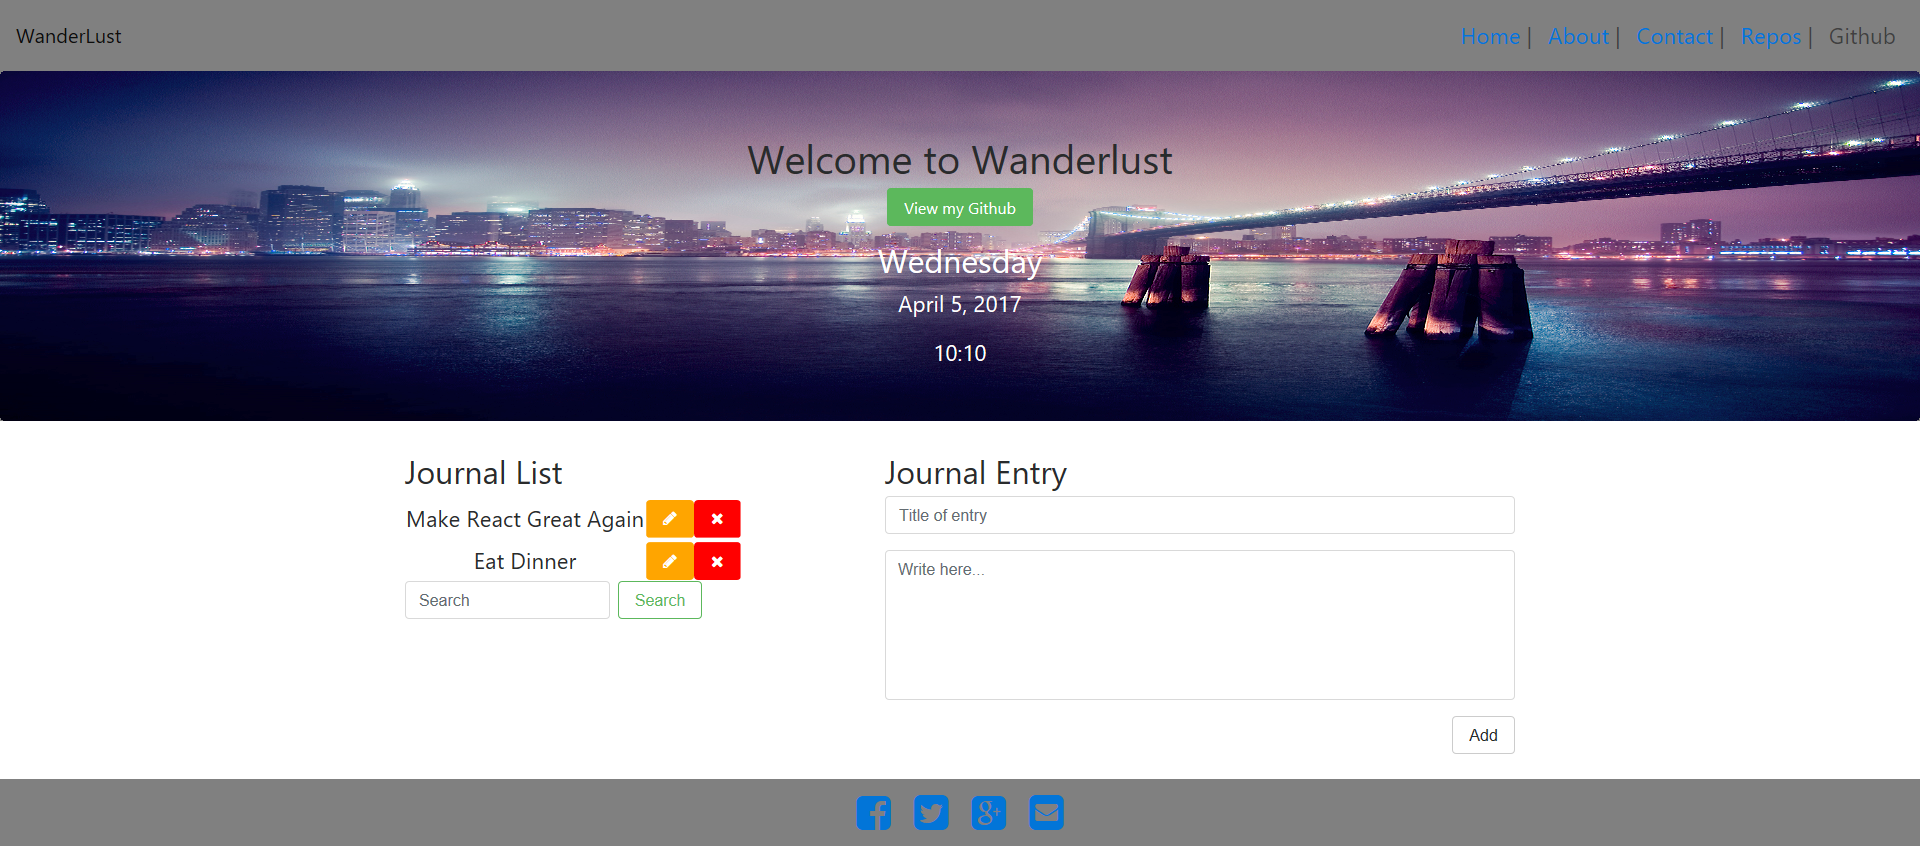 WanderLust
Home | About | Contact | Repos | Github
Welcome to Wanderlust
View my Github
Wednesday
April 5, 2017
10:10
Journal List
Make React Great Again
Eat Dinner
Search Search
Journal Entry
Title of entry
Write here...
Add